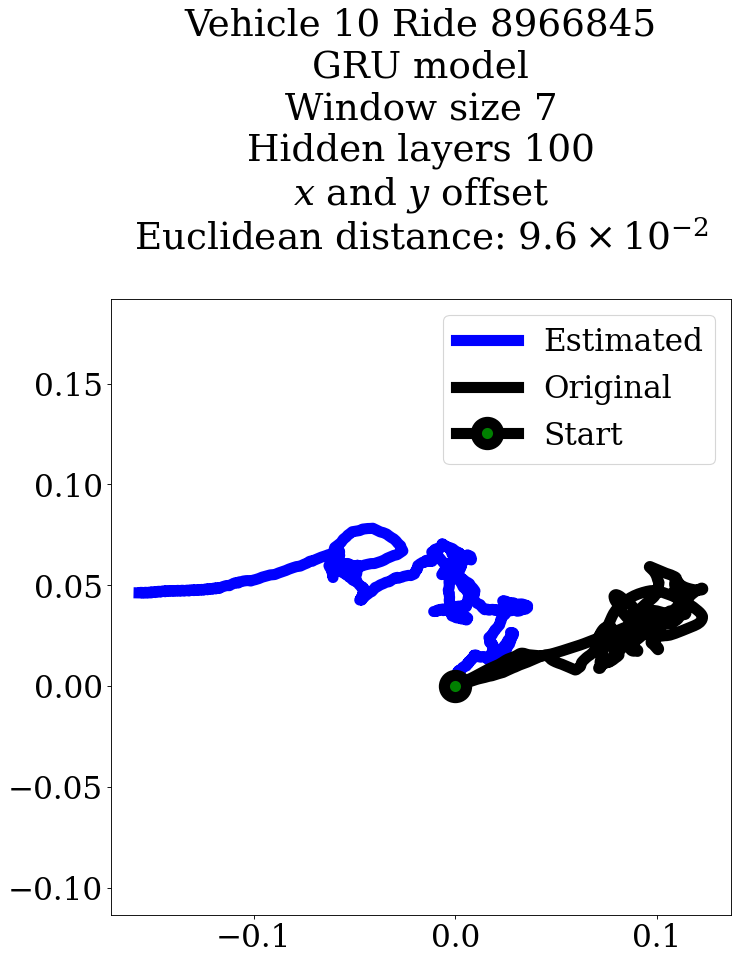 Vehicle 10 Ride 8966845
GRU model
Window size 7
Hidden layers 100
x and y offset
Euclidean distance: 9.6 × 10⁻²
Estimated
Original
Start
0.15
0.10
0.05
0.00
−0.05
−0.10
−0.1
0.0
0.1